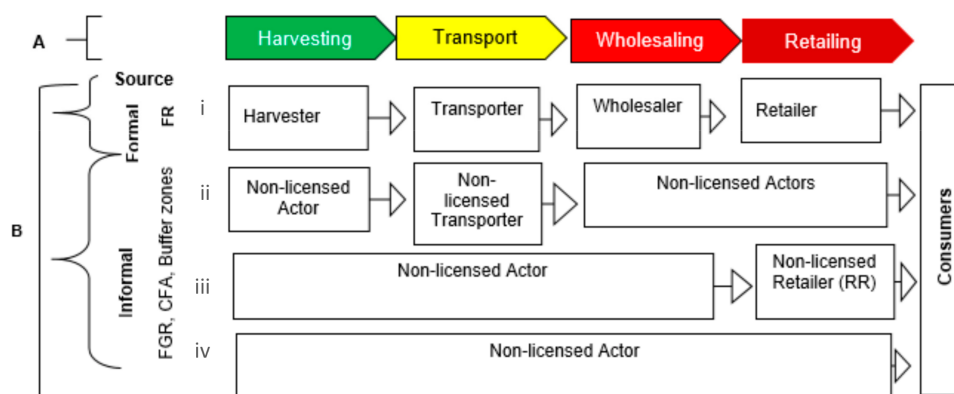 A
Harvesting
Transport
Wholesaling
Retailing
Source
B
Formal
FR
i
Harvester
Transporter
Wholesaler
Retailer
Informal
FGR, CFA, Buffer zones
ii
Non-licensed
Actor
Non-
licensed
Transporter
Non-licensed Actors
iii
Non-licensed Actor
Non-licensed
Retailer (RR)
iv
Non-licensed Actor
Consumers